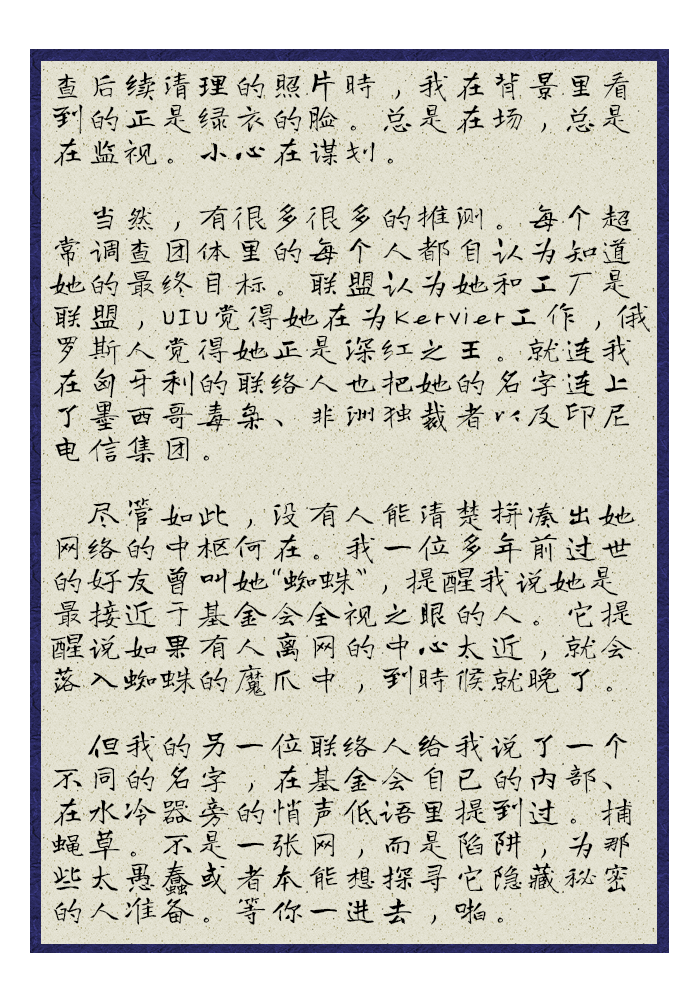 查后续清理的照片時，我在背景里看
到的正是绿衣的脸。总是在场，总是
在监视。小心在谋划。
当然，有很多很多的推测。每个超
常调查团体里的每个人都自认为知道
她的最终目标。联盟认为她和工厂是
联盟，UIU觉得她在为Kervier工作，俄
罗斯人觉得她正是深红之王。就连我
在匈牙利的联络人也把她的名字连上
了墨西哥毒枭、非洲独裁者以及印尼
电信集团。
尽管如此，没有人能清楚拼凑出她
网络的中枢何在。我一位多年前过世
的好友曾叫她“蜘蛛”，提醒我说她是
最接近于基金会全视之眼的人。它提
醒说如果有人离网的中心太近，就会
落入蜘蛛的魔爪中，到時候就晚了。
但我的另一位联络人给我说了一个
不同的名字，在基金会自己的内部、
在水冷器旁的悄声低语里提到过。捕
蝇草。不是一张网，而是陷阱，为那
些太愚蠢或者本能想探寻它隐藏秘密
的人准备。等你一进去，啪。